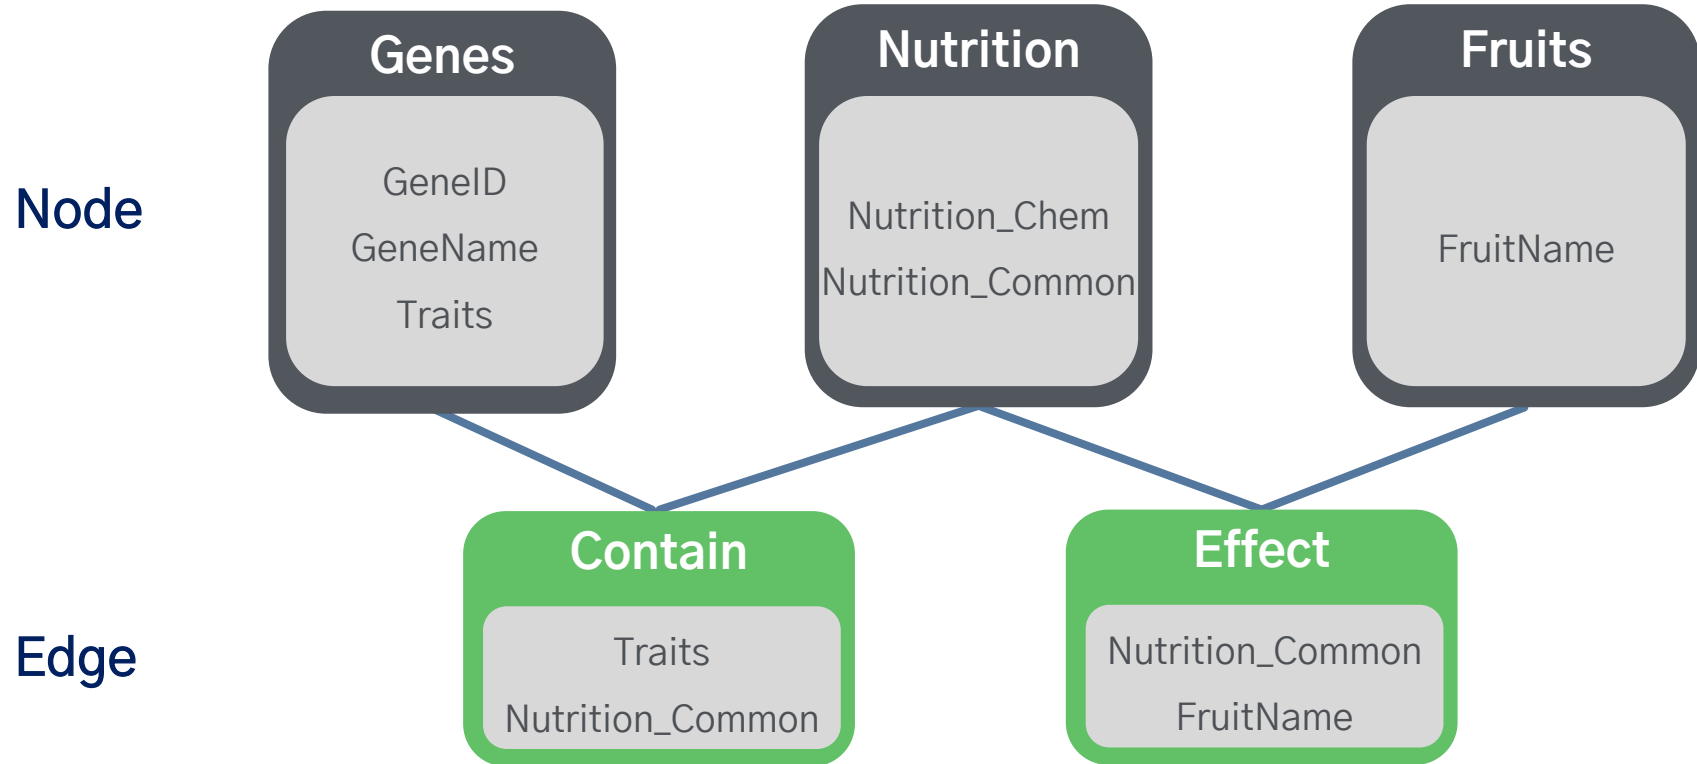 Genes
Nutrition
Fruits
Node
GeneID
GeneName
Traits
Nutrition_Chem
Nutrition_Common
FruitName
Contain
Effect
Edge
Traits
Nutrition_Common
Nutrition_Common
FruitName